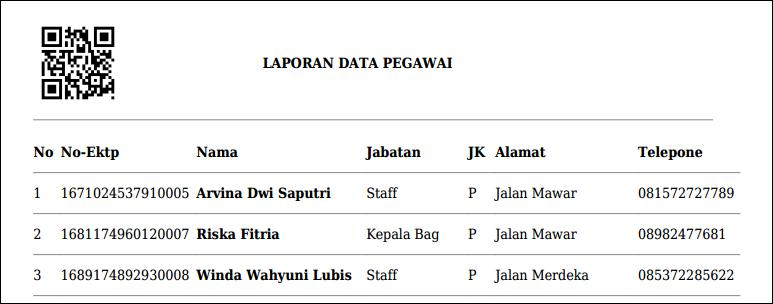 LAPORAN DATA PEGAWAI
No No-Ektp Nama Jabatan JK Alamat Telepone
1 1671024537910005 Arvina Dwi Saputri Staff P Jalan Mawar 081572727789
2 1681174960120007 Riska Fitria Kepala Bag P Jalan Mawar 08982477681
3 1689174892930008 Winda Wahyuni Lubis Staff P Jalan Merdeka 085372285622